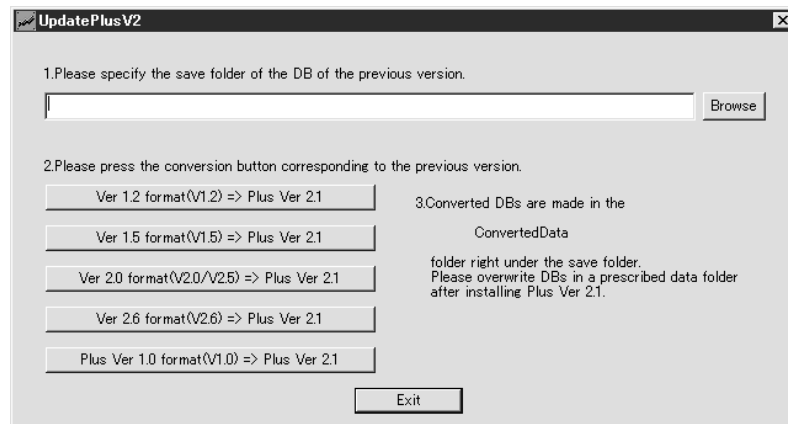 UpdatePlusV2
1.Please specify the save folder of the DB of the previous version.
Browse
2.Please press the conversion button corresponding to the previous version.
Ver 1.2 format(V1.2) => Plus Ver 2.1
Ver 1.5 format(V1.5) => Plus Ver 2.1
Ver 2.0 format(V2.0/V2.5) => Plus Ver 2.1
Ver 2.6 format(V2.6) => Plus Ver 2.1
Plus Ver 1.0 format(V1.0) => Plus Ver 2.1
3.Converted DBs are made in the
ConvertedData
folder right under the save folder.
Please overwrite DBs in a prescribed data folder
after installing Plus Ver 2.1.
Exit